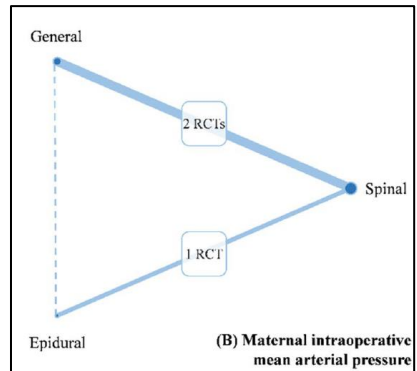 General
2 RCTs
Spinal
1 RCT
Epidural
(B) Maternal intraoperative
mean arterial pressure